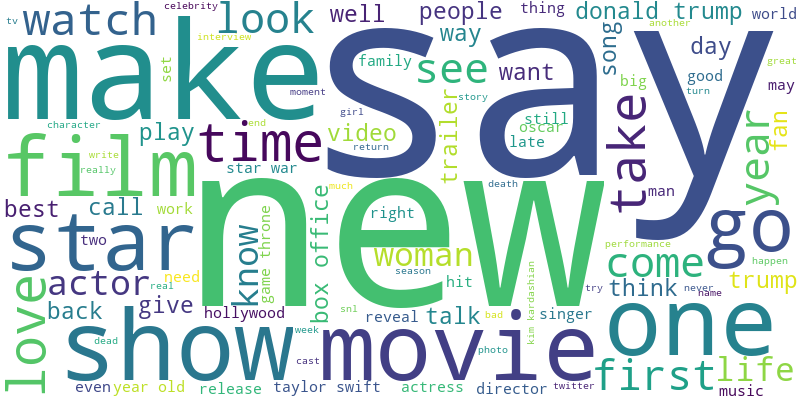 celebrity
tv
watch
look
well
people
thing
donald trump
world
make
say
interview
set
family
way
song
another
day
see
want
good
great
big
may
turn
moment
story
girl
trailer
still
oscar
late
take
year
fan
character
play
time
end
video
return
film
write
really
star war
man
best
call
work
new
right
death
much
go
star
two
know
game throne
box office
woman
performance
come
happen
actor
real
need
season
hit
kim kardashian
try
think
never
name
trump
love
back
give
hollywood
snl
reveal
talk
bad
singer
show
dead
week
movie
one
cast
photo
first
life
even
year old
release
taylor swift
actress
director
twitter
music